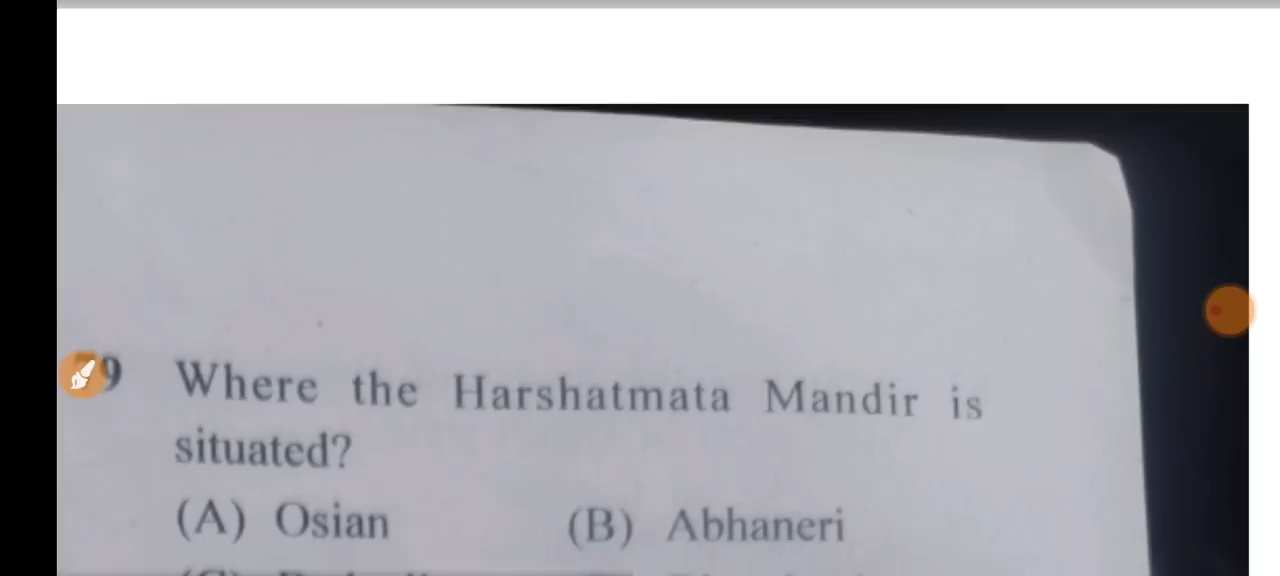 9 Where the Harshatmata Mandir is
situated?
(A) Osian (B) Abhaneri